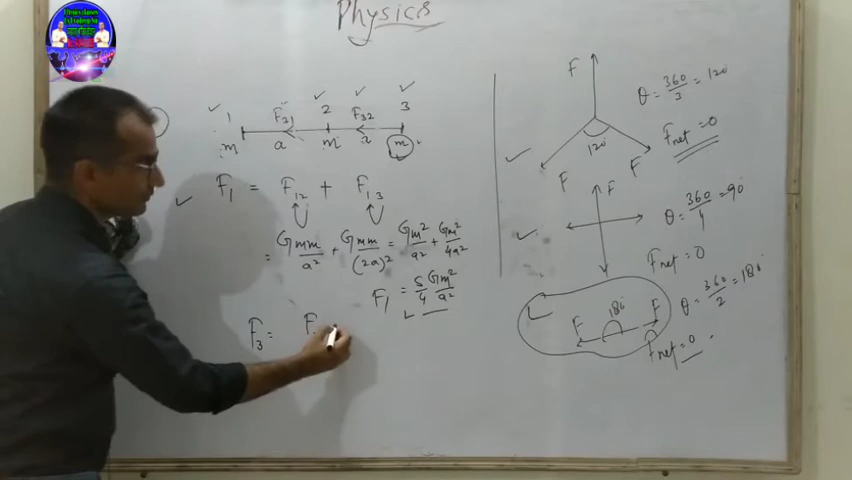 Physics
1 F21 2 F32 3
m a m a m
F1 = F12 + F13
= Gmm/a² + Gmm/(2a)² = Gm²/a² + Gm²/4a²
F1 = 5/4 Gm²/a²
F3 = F
F
θ = 360/3 = 120
120
Fnet = 0
F F
F
θ = 360/4 = 90
Fnet = 0
180
F F
θ = 360/2 = 180
Fnet = 0